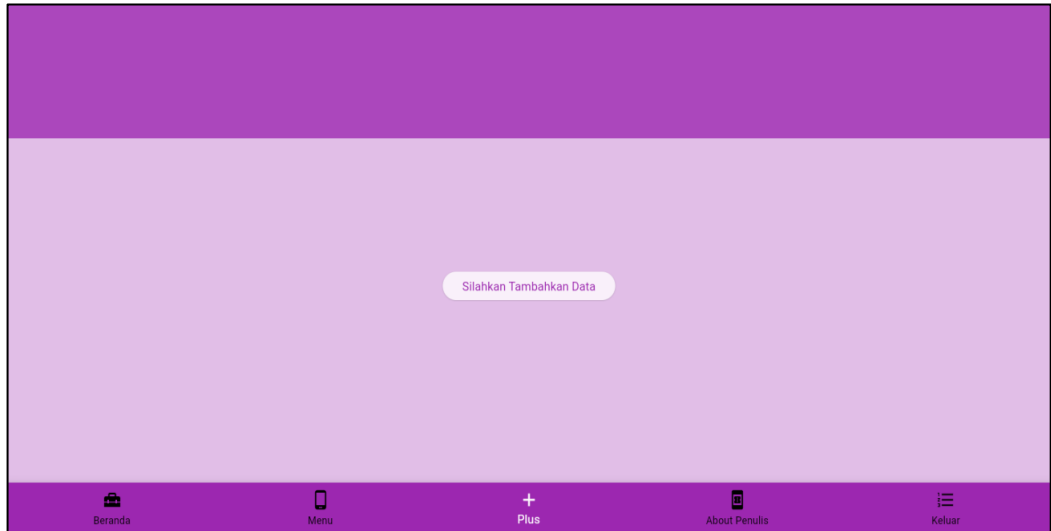 Silahkan Tambahkan Data
Beranda
Menu
Plus
About Penulis
Keluar